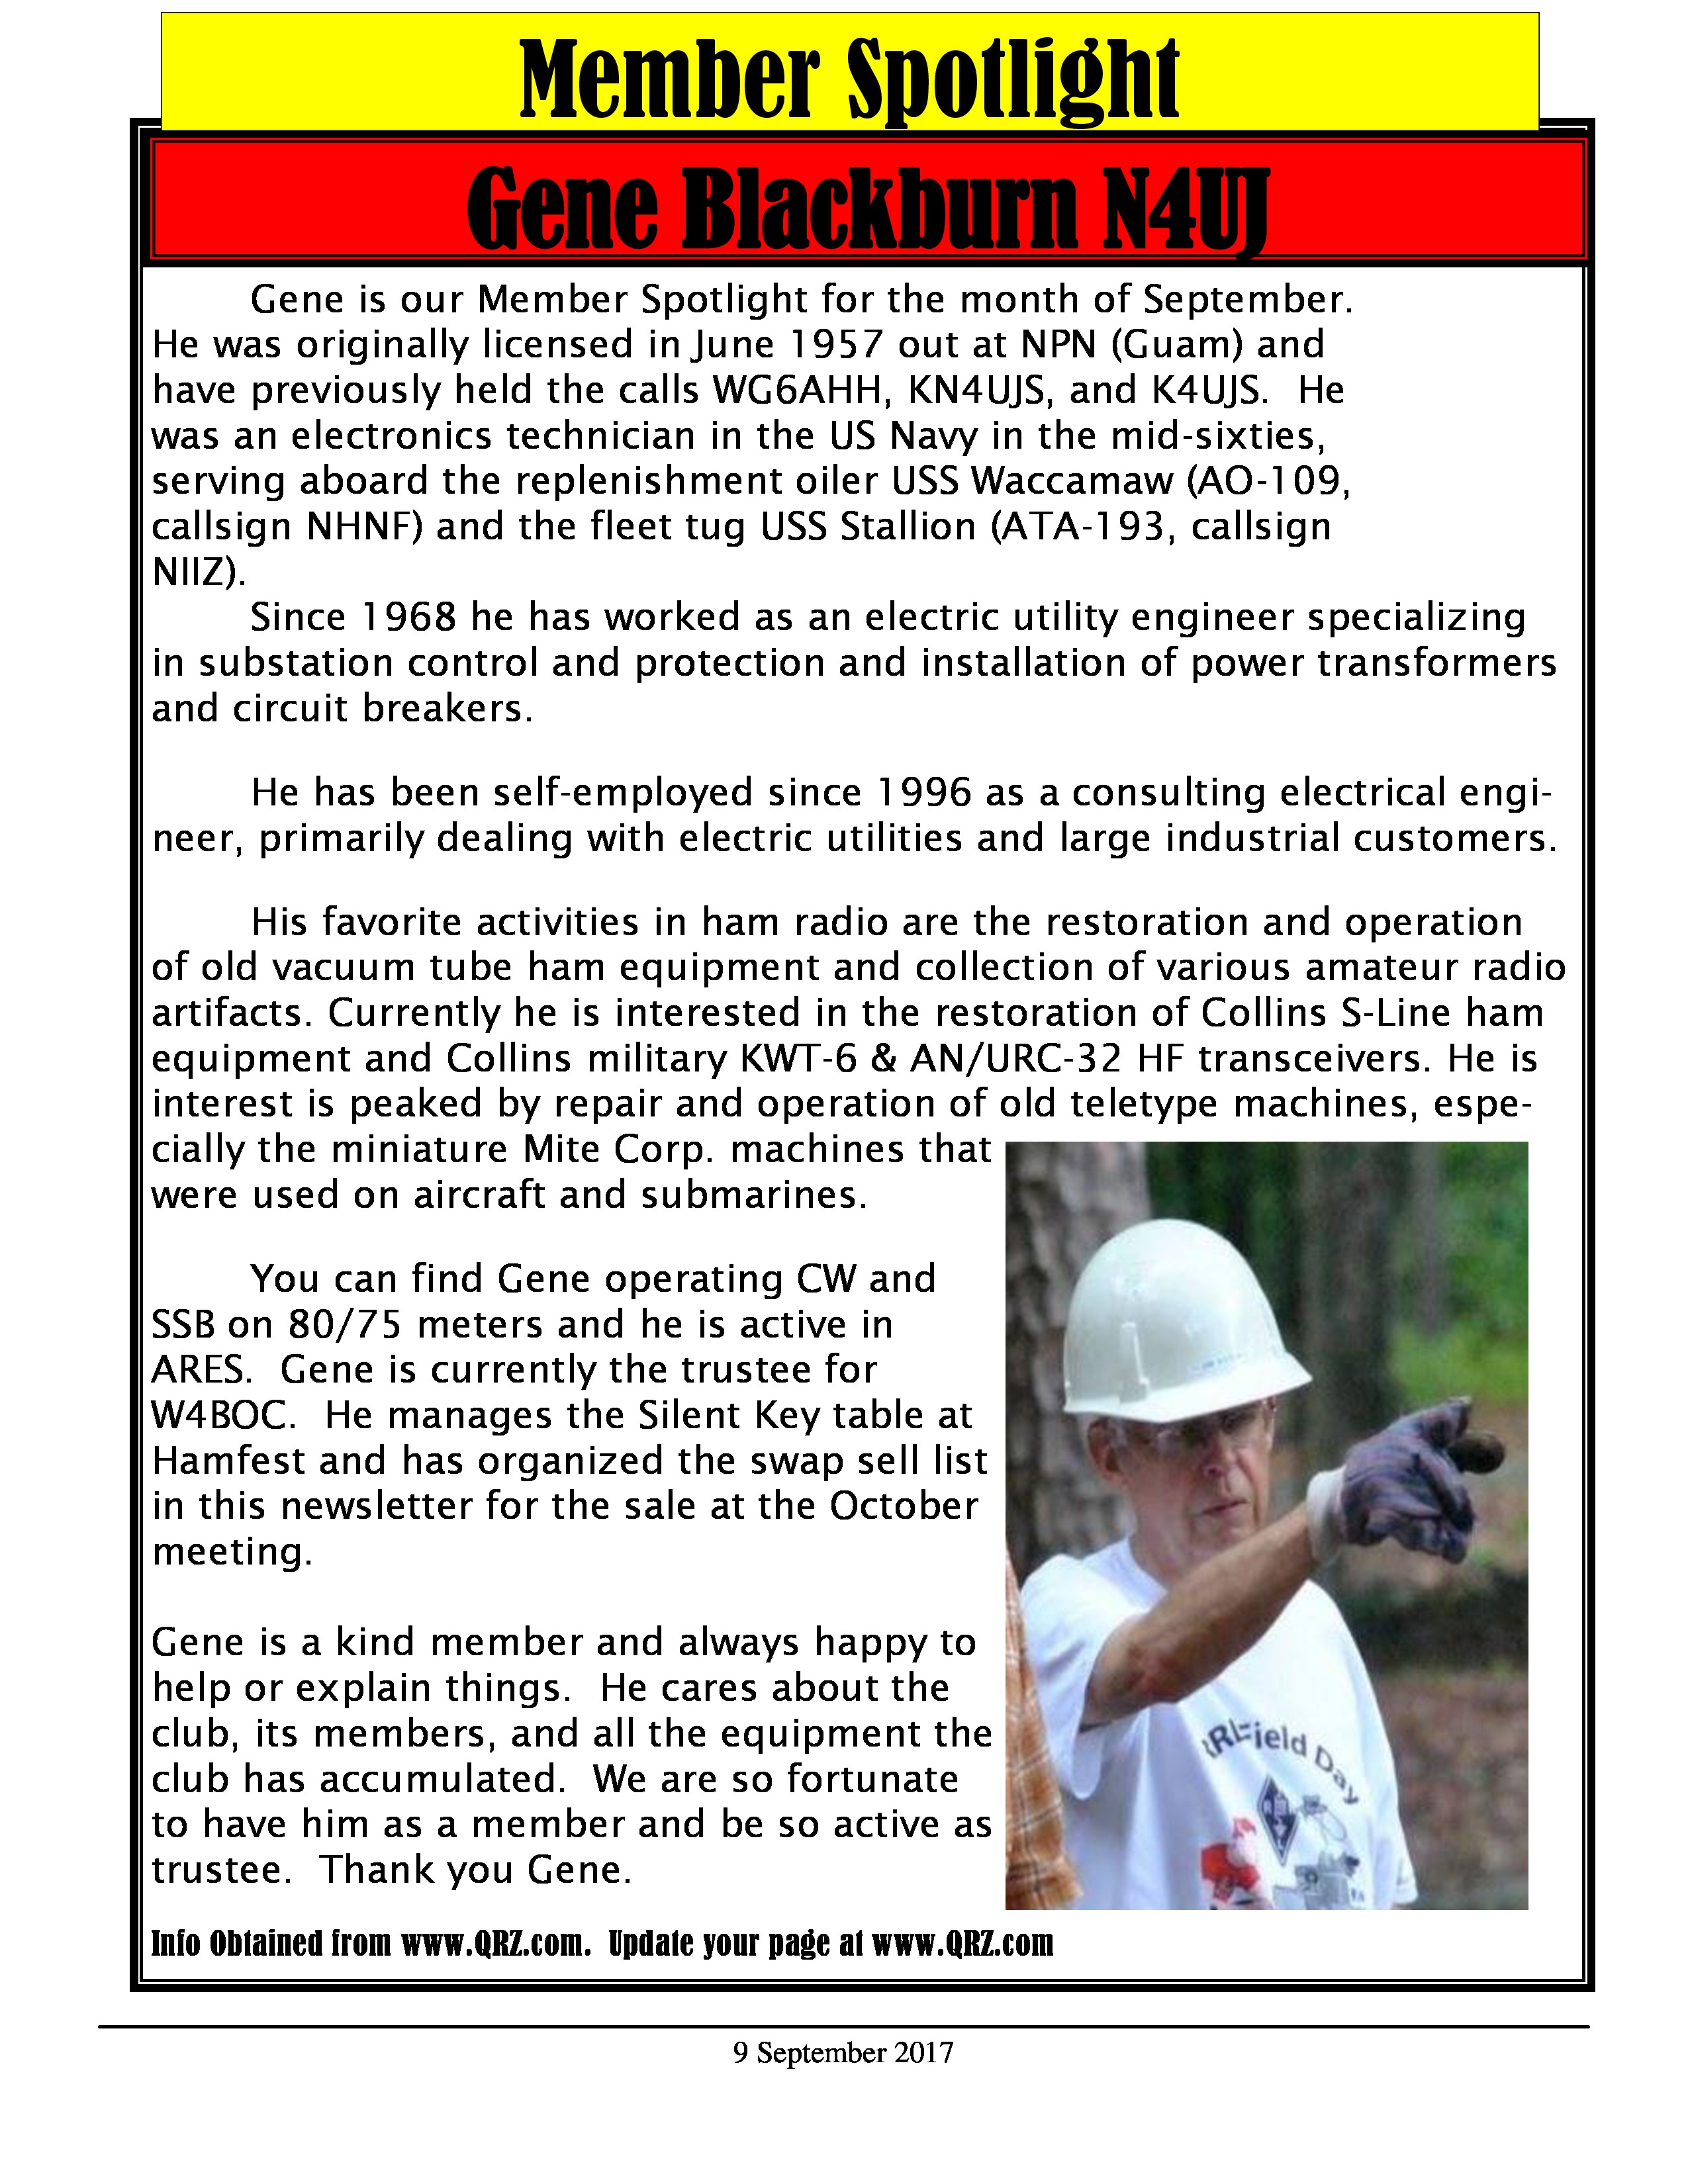 Member Spotlight
Gene Blackburn N4UJ
Gene is our Member Spotlight for the month of September.
He was originally licensed in June 1957 out at NPN (Guam) and
have previously held the calls WG6AHH, KN4UJS, and K4UJS.  He
was an electronics technician in the US Navy in the mid-sixties,
serving aboard the replenishment oiler USS Waccamaw (AO-109,
callsign NHNF) and the fleet tug USS Stallion (ATA-193, callsign
NIIZ).
Since 1968 he has worked as an electric utility engineer specializing
in substation control and protection and installation of power transformers
and circuit breakers.
He has been self-employed since 1996 as a consulting electrical engi-
neer, primarily dealing with electric utilities and large industrial customers.
His favorite activities in ham radio are the restoration and operation
of old vacuum tube ham equipment and collection of various amateur radio
artifacts. Currently he is interested in the restoration of Collins S-Line ham
equipment and Collins military KWT-6 & AN/URC-32 HF transceivers. He is
interest is peaked by repair and operation of old teletype machines, espe-
cially the miniature Mite Corp. machines that
were used on aircraft and submarines.
You can find Gene operating CW and
SSB on 80/75 meters and he is active in
ARES.  Gene is currently the trustee for
W4BOC.  He manages the Silent Key table at
Hamfest and has organized the swap sell list
in this newsletter for the sale at the October
meeting.
Gene is a kind member and always happy to
help or explain things.  He cares about the
club, its members, and all the equipment the
club has accumulated.  We are so fortunate
to have him as a member and be so active as
trustee.  Thank you Gene.
Field Day
Info Obtained from www.QRZ.com.  Update your page at www.QRZ.com
9 September 2017